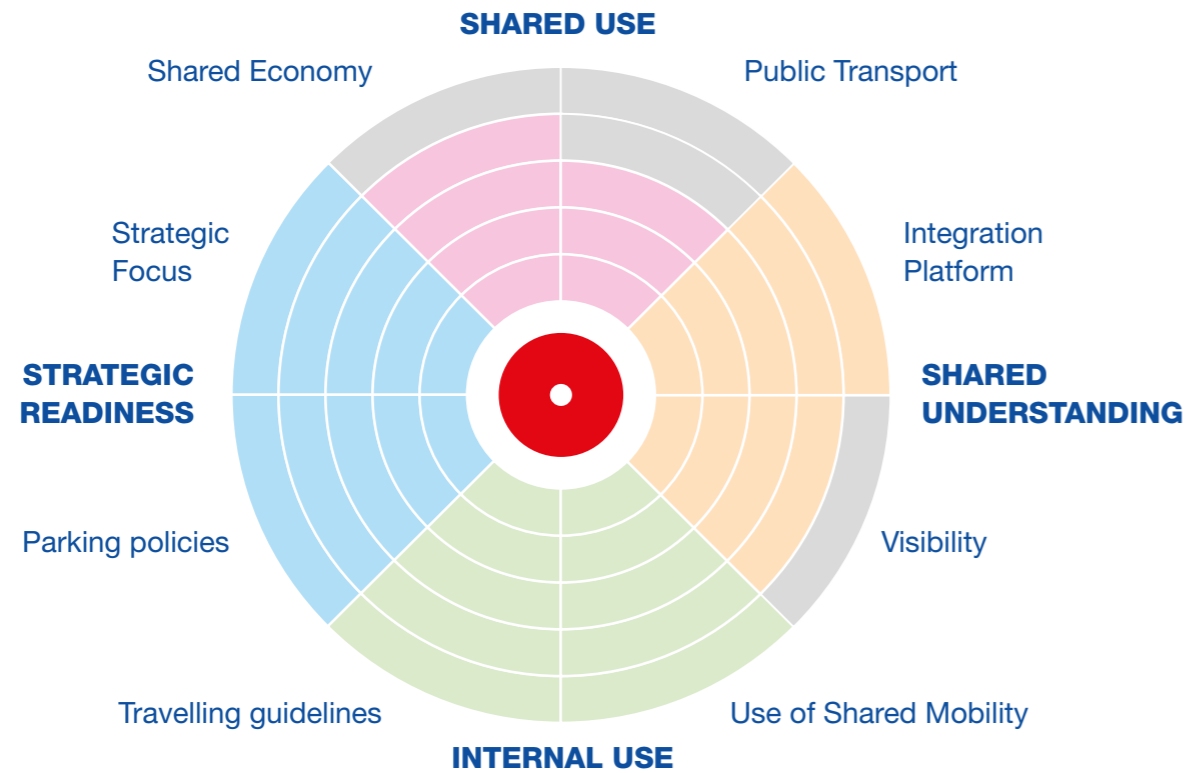 SHARED USE
Shared Economy
Public Transport
Strategic
Focus
Integration
Platform
STRATEGIC
READINESS
SHARED
UNDERSTANDING
Parking policies
Visibility
Travelling guidelines
Use of Shared Mobility
INTERNAL USE